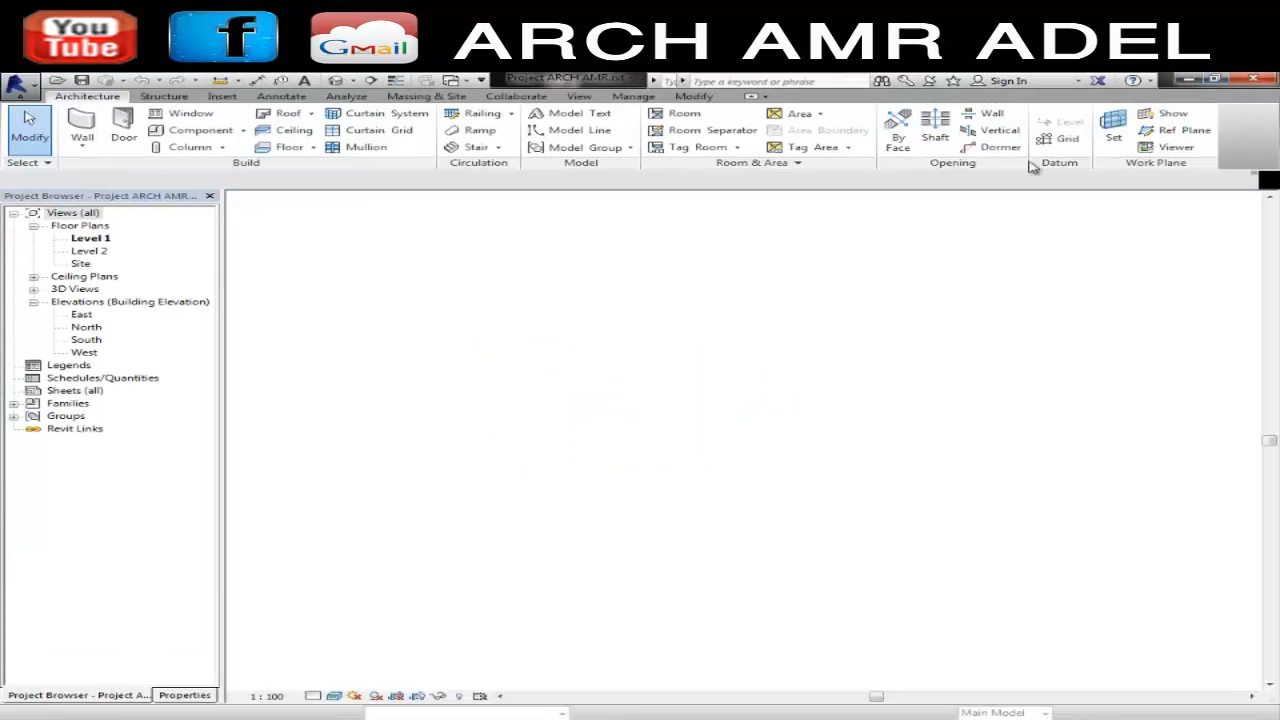 You Tube f Gmail ARCH AMR ADEL
Project ARCH AMR.rvt - Type a keyword or phrase Sign In
Architecture Structure Insert Annotate Analyze Massing & Site Collaborate View Manage Modify
Modify Wall Door Window Roof Curtain System Railing Model Text Room Area By Face Shaft Wall Level Set Show
Component Ceiling Curtain Grid Ramp Model Line Room Separator Area Boundary Vertical Grid Ref Plane
Column Floor Mullion Stair Model Group Tag Room Tag Area Dormer Viewer
Select Build Circulation Model Room & Area Opening Datum Work Plane
Project Browser - Project ARCH AMR...
Views (all)
Floor Plans
Level 1
Level 2
Site
Ceiling Plans
3D Views
Elevations (Building Elevation)
East
North
South
West
Legends
Schedules/Quantities
Sheets (all)
Families
Groups
Revit Links
Project Browser - Project A... Properties 1 : 100
Main Model